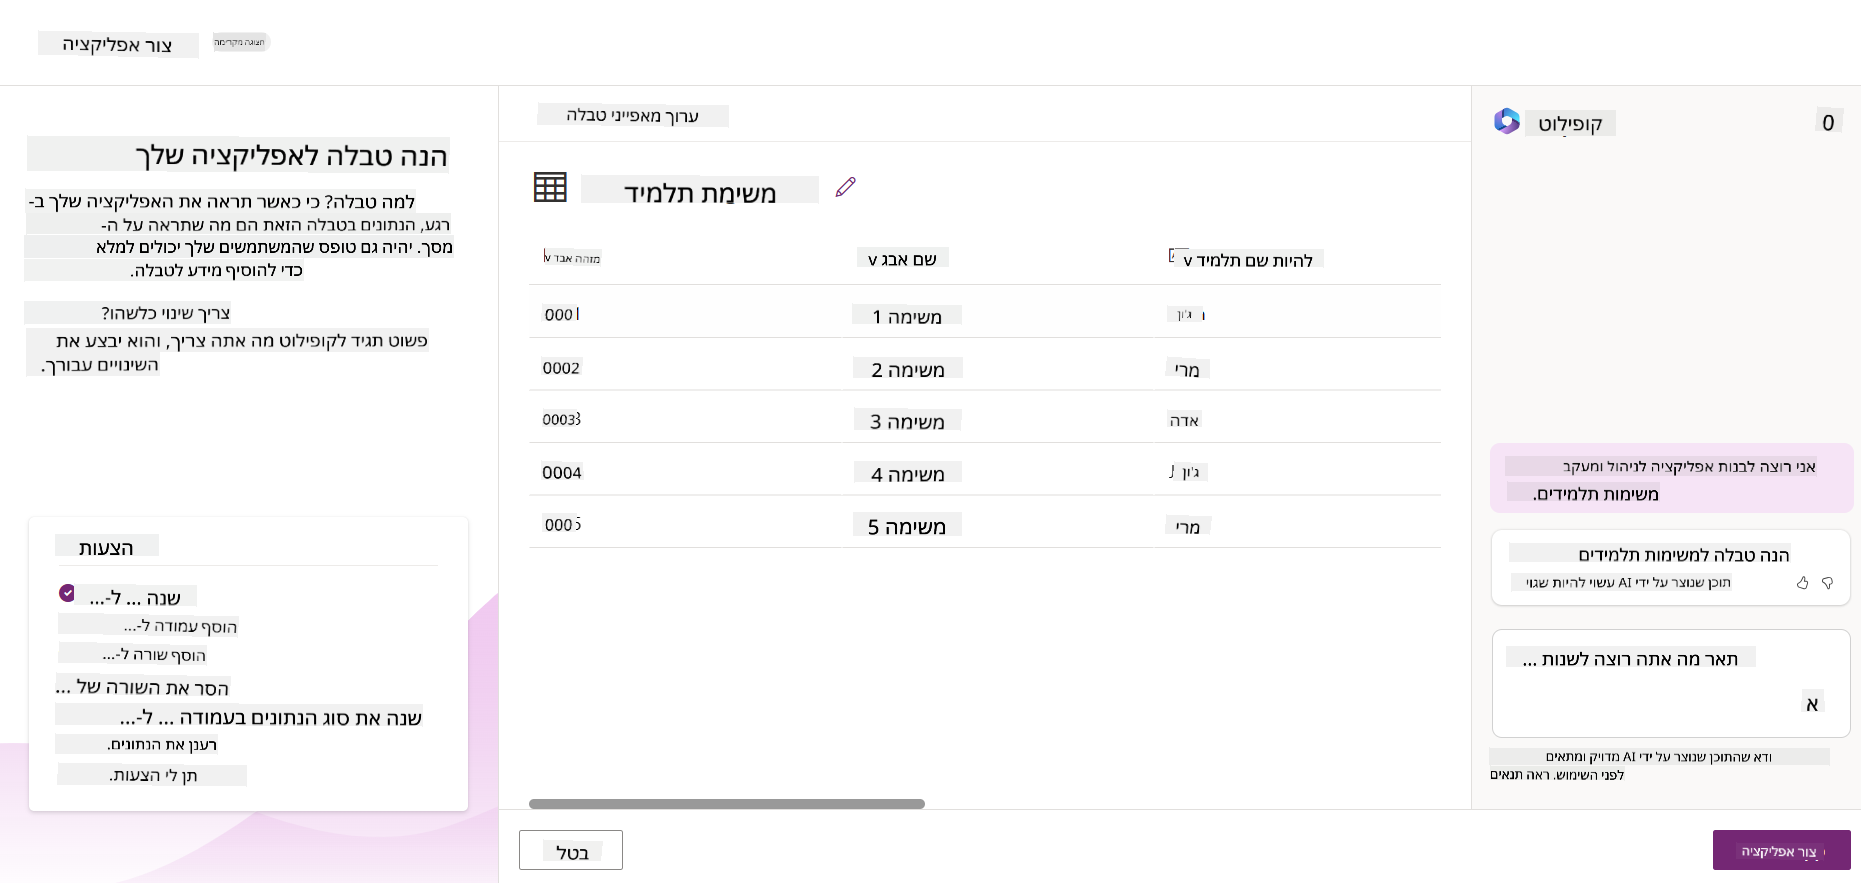 צור אפליקציה
תצוגה מקדימה
הנה טבלה לאפליקציה שלך
למה טבלה? כי כאשר תראה את האפליקציה שלך ב-
רגע, הנתונים בטבלה הזאת הם מה שתראה על ה-
מסך. יהיה גם טופס שהמשתמשים שלך יכולים למלא
כדי להוסיף מידע לטבלה.
צריך שינוי כלשהו?
פשוט תגיד לקופילוט מה אתה צריך, והוא יבצע את
השינויים עבורך.
הצעות
שנה ... ל-...
הוסף עמודה ל-...
הוסף שורה ל-...
הסר את השורה של ...
שנה את סוג הנתונים בעמודה ... ל-...
רענן את הנתונים.
תן לי הצעות.
ערוך מאפייני טבלה
משימת תלמיד
מזהה אבד v
שם אבג v
להיות שם תלמיד v
0001
משימה 1
ג'ון
0002
משימה 2
מרי
0003
משימה 3
אדה
0004
משימה 4
ג'ון
0005
משימה 5
מרי
בטל
קופילוט
0
אני רוצה לבנות אפליקציה לניהול ומעקב
משימות תלמידים.
הנה טבלה למשימות תלמידים
תוכן שנוצר על ידי AI עשוי להיות שגוי
תאר מה אתה רוצה לשנות ...
א
ודא שהתוכן שנוצר על ידי AI מדויק ומתאים
לפני השימוש. ראה תנאים
צור אפליקציה